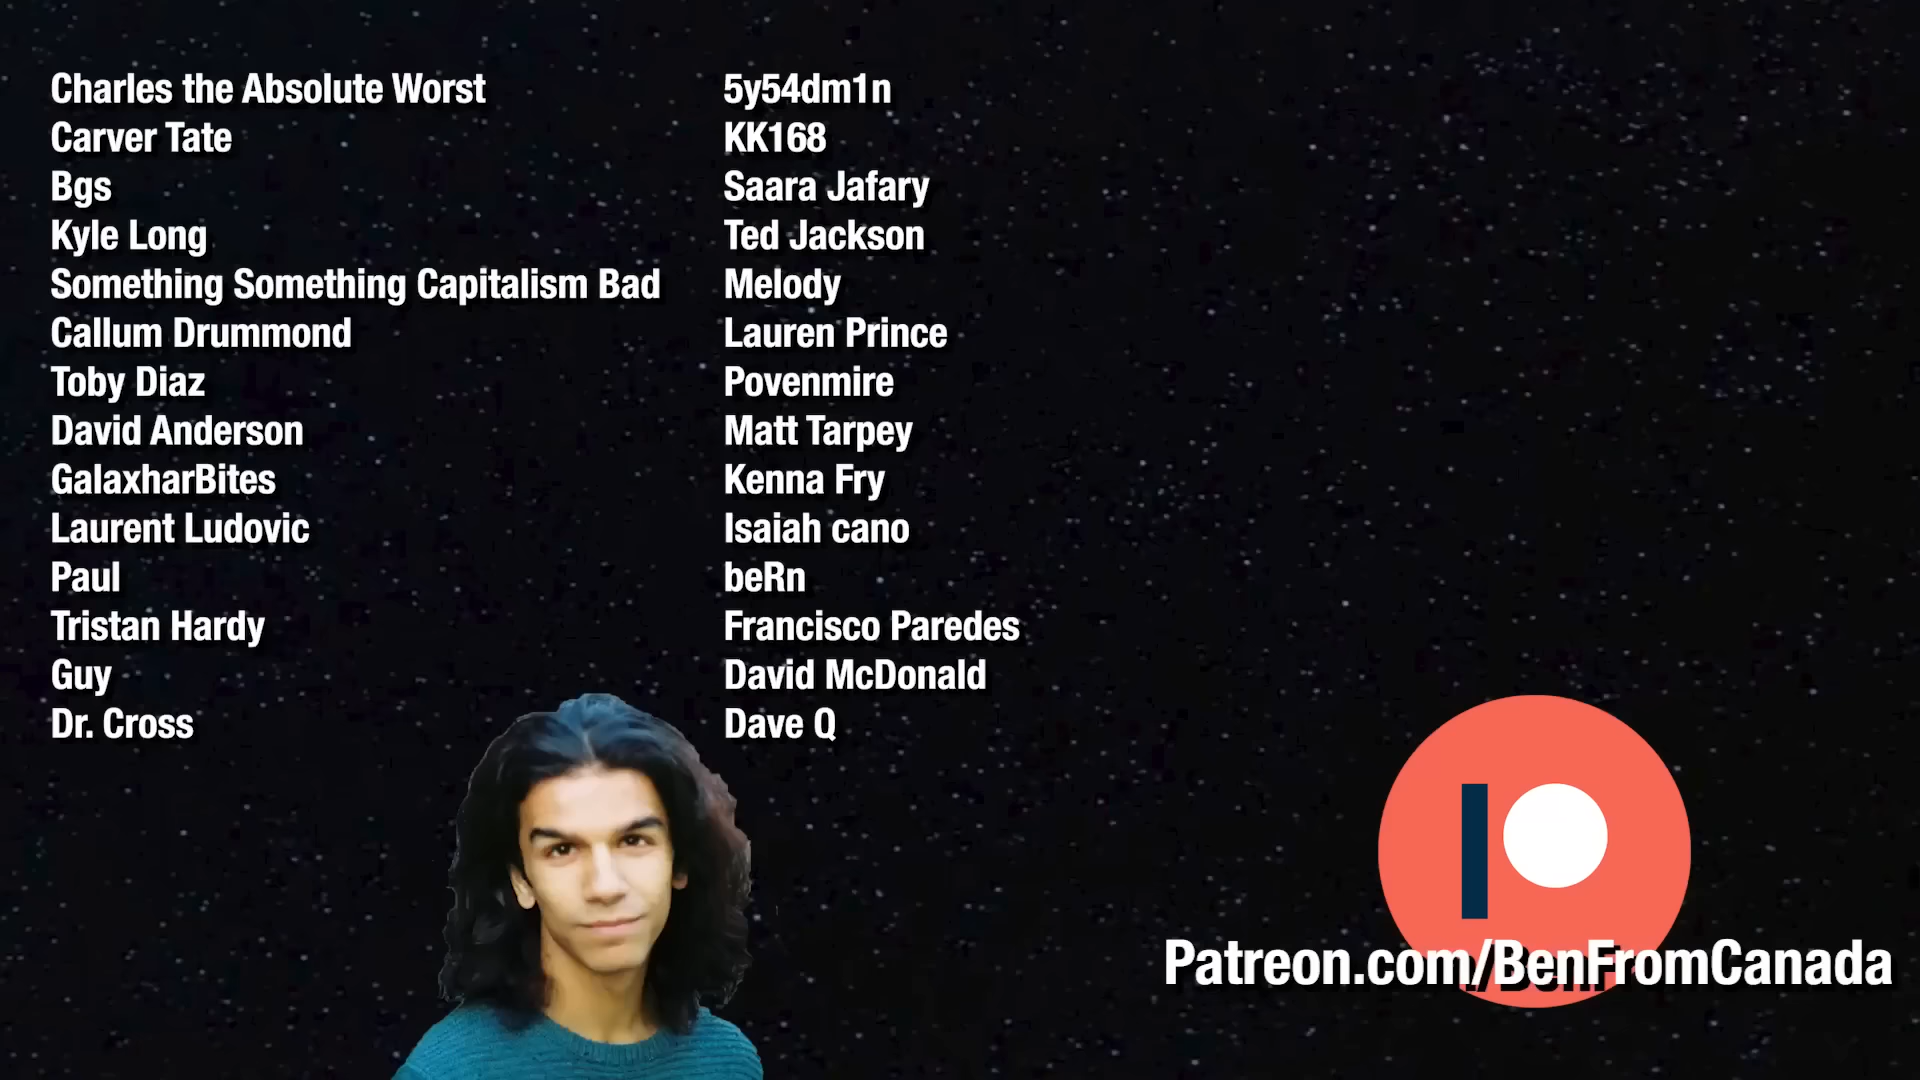 Charles the Absolute Worst
Carver Tate
Bgs
Kyle Long
Something Something Capitalism Bad
Callum Drummond
Toby Diaz
David Anderson
GalaxharBites
Laurent Ludovic
Paul
Tristan Hardy
Guy
Dr. Cross
5y54dm1n
KK168
Saara Jafary
Ted Jackson
Melody
Lauren Prince
Povenmire
Matt Tarpey
Kenna Fry
Isaiah cano
beRn
Francisco Paredes
David McDonald
Dave Q
Patreon.com/BenFromCanada